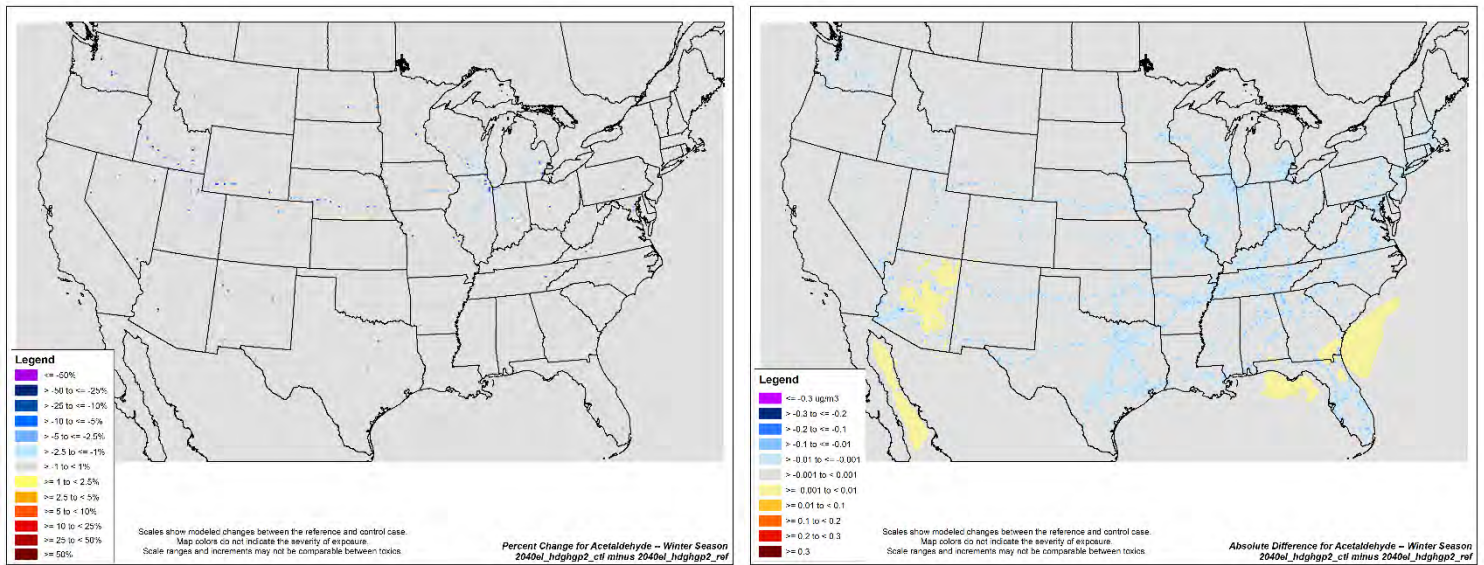 Legend
<= -50%
> -50 to <= -25%
> -25 to <= -10%
> -10 to <= -5%
> -5 to <= -2.5%
> -2.5 to <= -1%
> -1 to < 1%
>= 1 to < 2.5%
>= 2.5 to < 5%
>= 5 to < 10%
>= 10 to < 25%
>= 25 to < 50%
>= 50%
Scales show modeled changes between the reference and control case.
Map colors do not indicate the severity of exposure.
Scale ranges and increments may not be comparable between toxics.
Percent Change for Acetaldehyde -- Winter Season
2040el_hdghgp2_ctl minus 2040el_hdghgp2_ref
Legend
<= -0.3 ug/m3
> -0.3 to <= -0.2
> -0.2 to <= -0.1
> -0.1 to <= -0.01
> -0.01 to <= -0.001
> -0.001 to < 0.001
>= 0.001 to < 0.01
>= 0.01 to < 0.1
>= 0.1 to < 0.2
>= 0.2 to < 0.3
>= 0.3
Scales show modeled changes between the reference and control case.
Map colors do not indicate the severity of exposure.
Scale ranges and increments may not be comparable between toxics.
Absolute Difference for Acetaldehyde -- Winter Season
2040el_hdghgp2_ctl minus 2040el_hdghgp2_ref